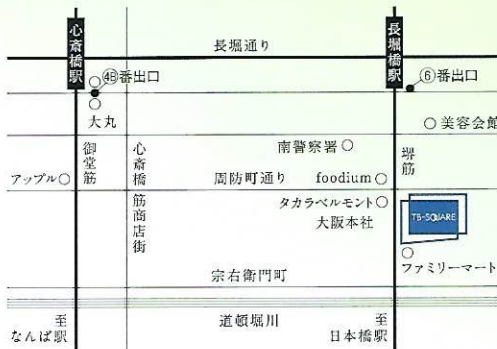 心斎橋駅
長堀橋駅
長堀通り
④B番出口
⑥番出口
大丸
美容会館
御堂筋
心斎橋筋商店街
南警察署
堺筋
アップル
周防町通り
foodium
タカラベルモント
大阪本社
TB-SQUARE
ファミリーマート
宗右衛門町
至
なんば駅
道頓堀川
至
日本橋駅